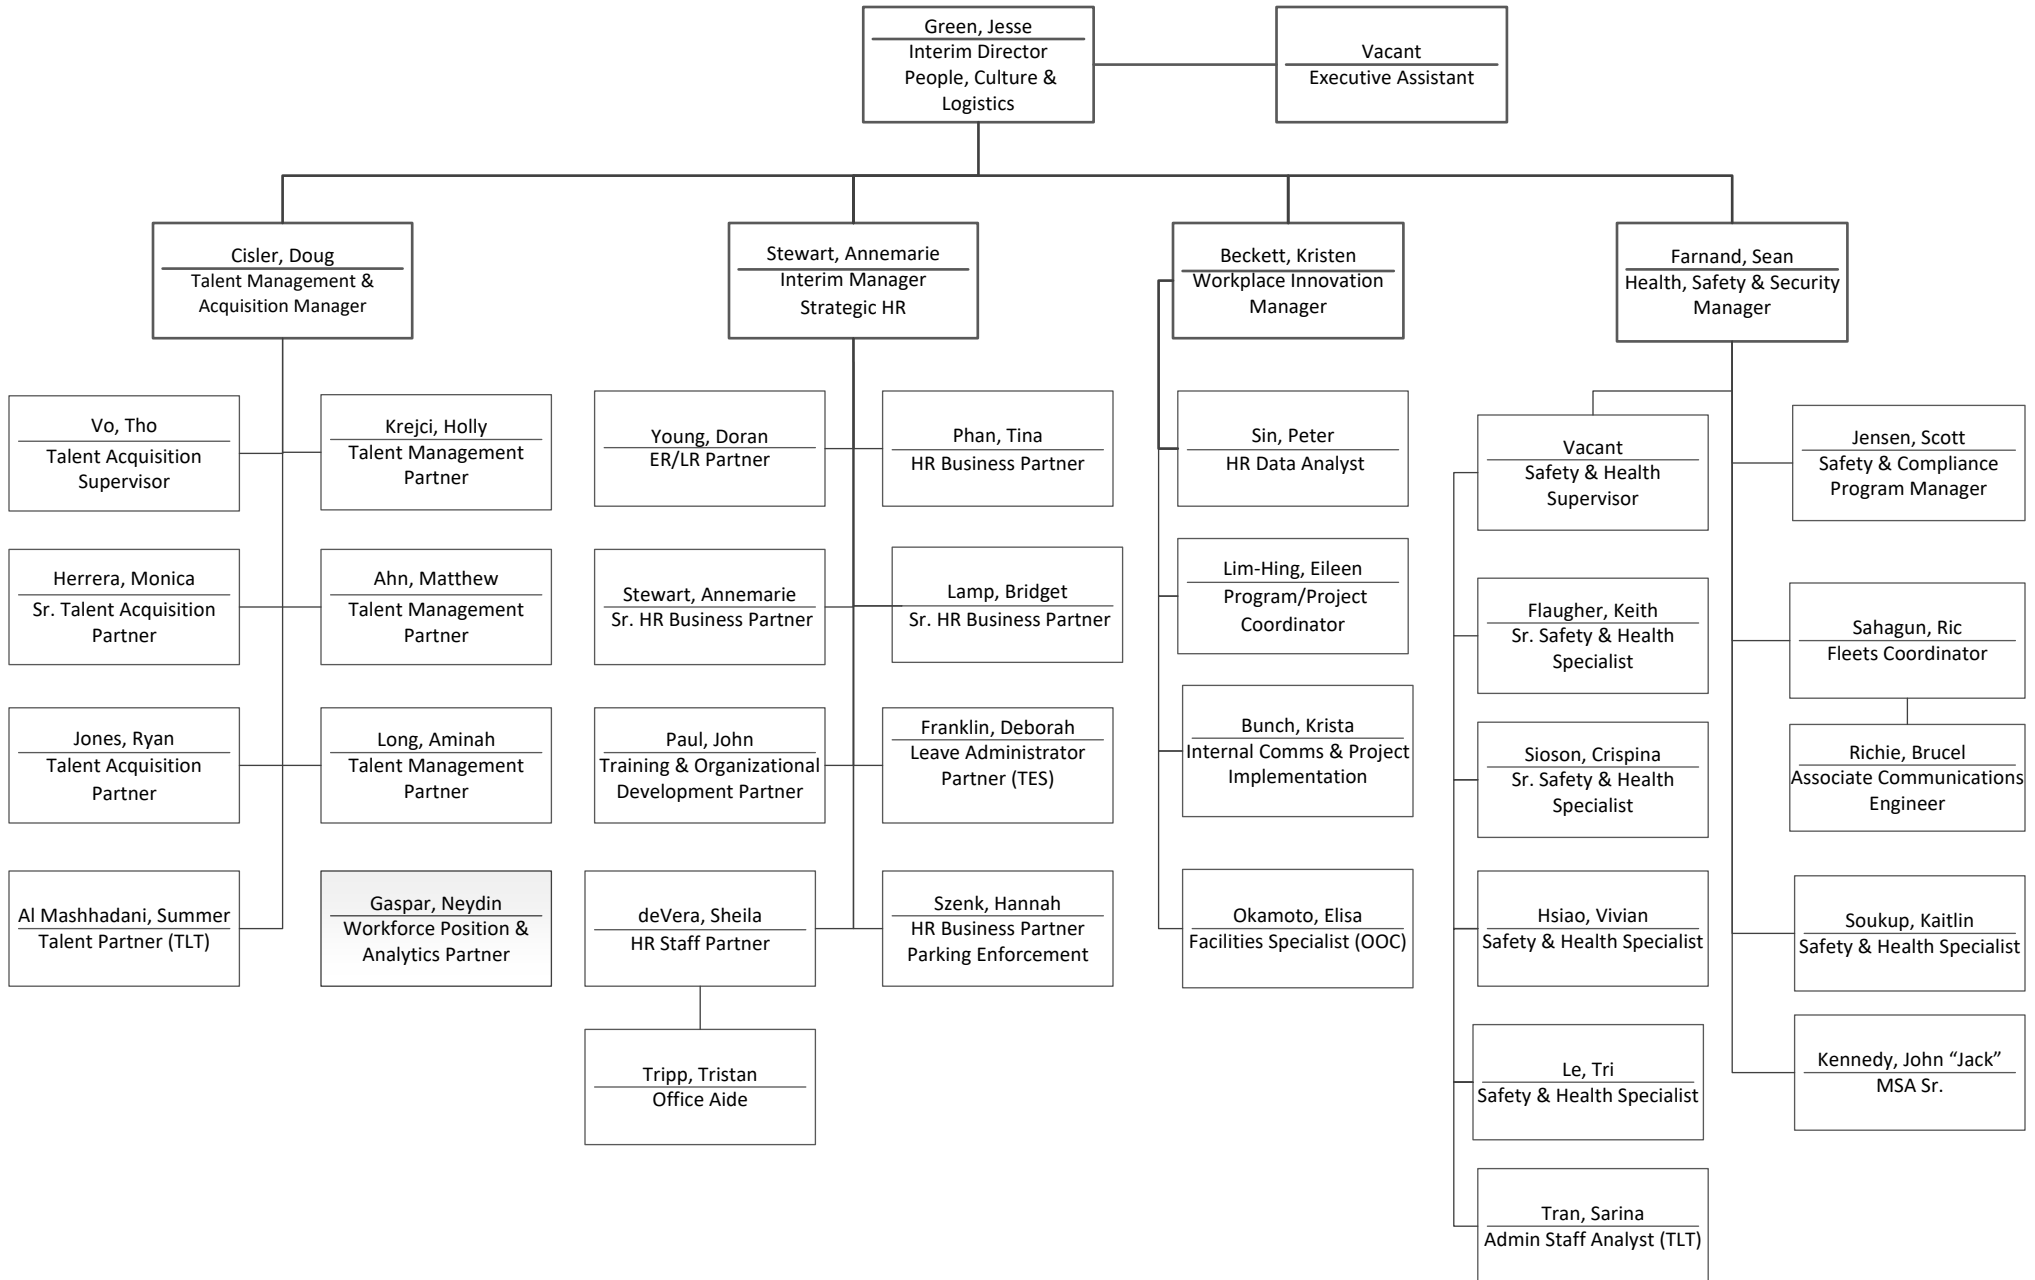 Green, Jesse
Interim Director
People, Culture &
Logistics
Vacant
Executive Assistant
Cisler, Doug
Talent Management &
Acquisition Manager
Stewart, Annemarie
Interim Manager
Strategic HR
Beckett, Kristen
Workplace Innovation
Manager
Farnand, Sean
Health, Safety & Security
Manager
Vo, Tho
Talent Acquisition
Supervisor
Krejci, Holly
Talent Management
Partner
Herrera, Monica
Sr. Talent Acquisition
Partner
Ahn, Matthew
Talent Management
Partner
Jones, Ryan
Talent Acquisition
Partner
Long, Aminah
Talent Management
Partner
Al Mashhadani, Summer
Talent Partner (TLT)
Gaspar, Neydin
Workforce Position &
Analytics Partner
Young, Doran
ER/LR Partner
Phan, Tina
HR Business Partner
Stewart, Annemarie
Sr. HR Business Partner
Lamp, Bridget
Sr. HR Business Partner
Paul, John
Training & Organizational
Development Partner
Franklin, Deborah
Leave Administrator
Partner (TES)
deVera, Sheila
HR Staff Partner
Szenk, Hannah
HR Business Partner
Parking Enforcement
Tripp, Tristan
Office Aide
Sin, Peter
HR Data Analyst
Lim-Hing, Eileen
Program/Project
Coordinator
Bunch, Krista
Internal Comms & Project
Implementation
Okamoto, Elisa
Facilities Specialist (OOC)
Vacant
Safety & Health
Supervisor
Flaugher, Keith
Sr. Safety & Health
Specialist
Sioson, Crispina
Sr. Safety & Health
Specialist
Hsiao, Vivian
Safety & Health Specialist
Le, Tri
Safety & Health Specialist
Tran, Sarina
Admin Staff Analyst (TLT)
Jensen, Scott
Safety & Compliance
Program Manager
Sahagun, Ric
Fleets Coordinator
Richie, Brucel
Associate Communications
Engineer
Soukup, Kaitlin
Safety & Health Specialist
Kennedy, John “Jack”
MSA Sr.